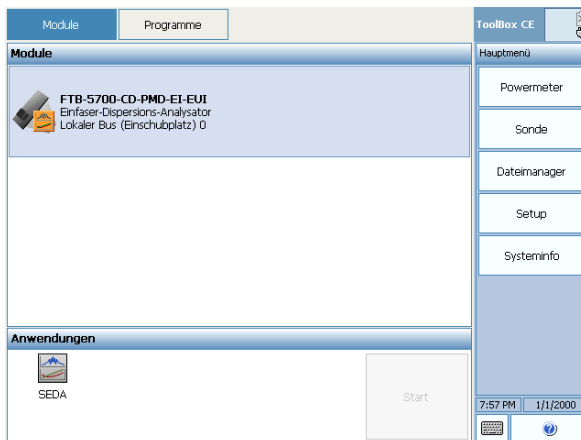 Module
Programme
ToolBox CE
Module
Hauptmenü
FTB-5700-CD-PMD-EI-EUI
Einfaser-Dispersions-Analysator
Lokaler Bus (Einschubplatz) 0
Powermeter
Sonde
Dateimanager
Setup
Systeminfo
Anwendungen
SEDA
Start
7:57 PM
1/1/2000